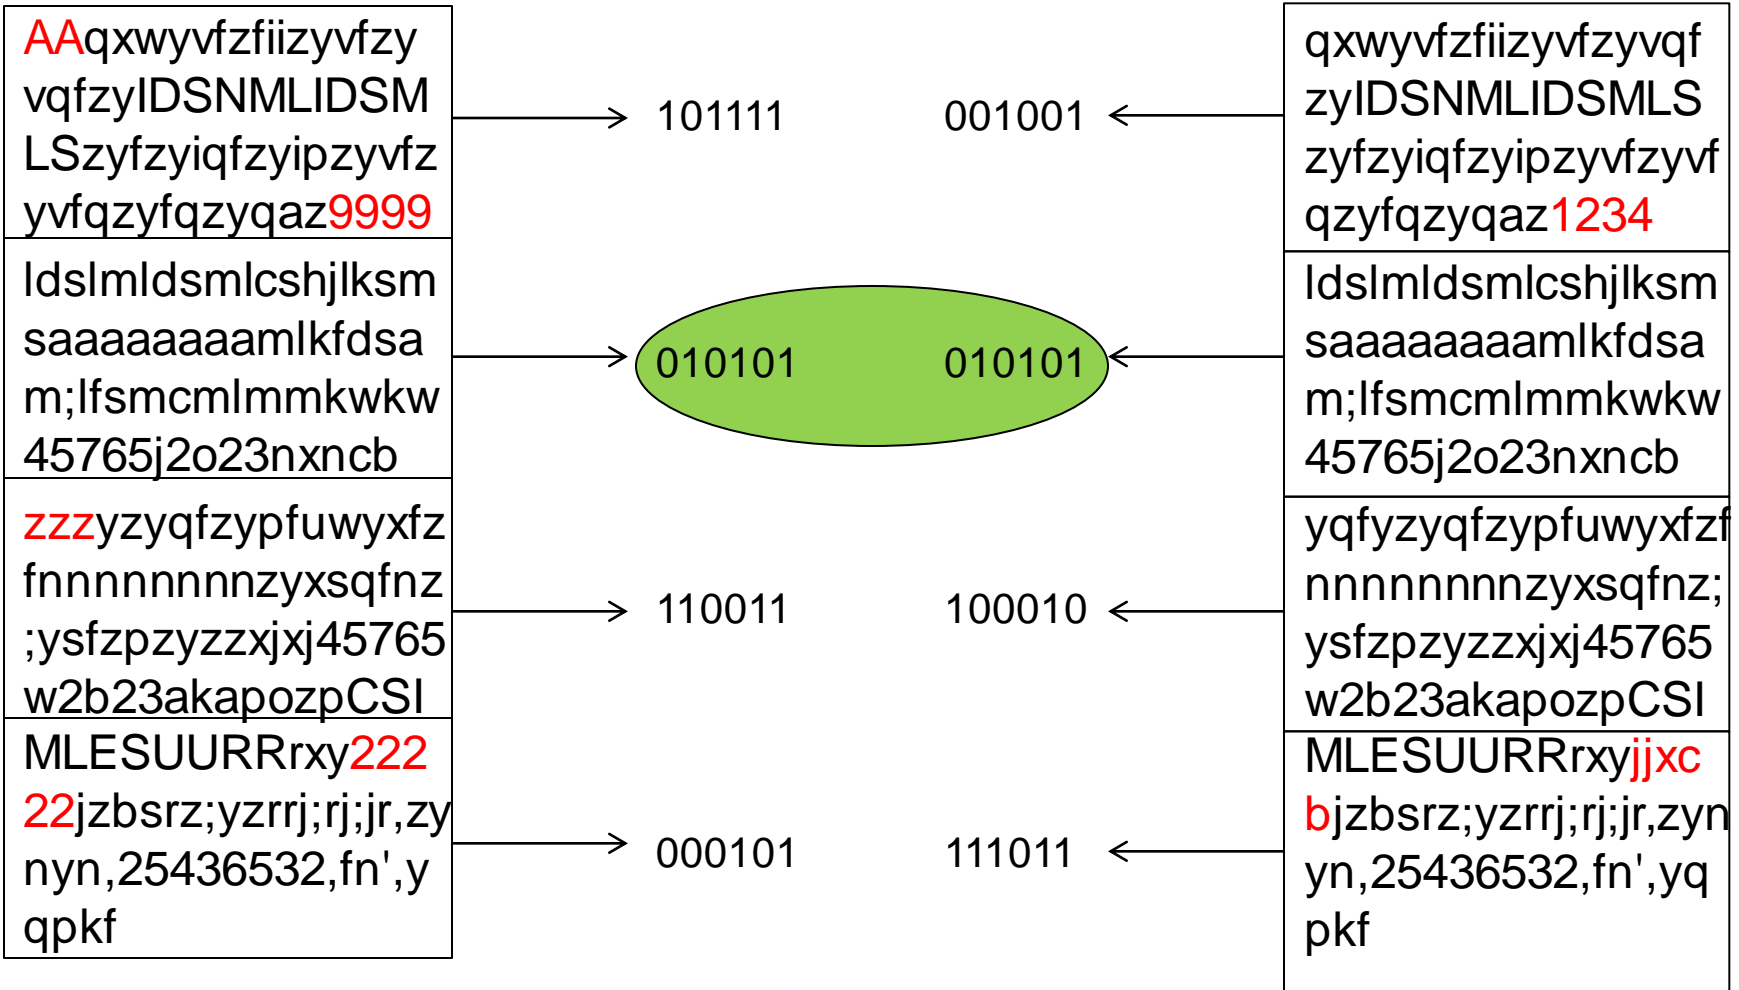 AAqxwyvfzfiizyvfzy
vqfzyIDSNMLIDSM
LSzyfzyiqfzyipzyvfz
yvfqzyfqzyqaz9999
ldslmldsmlcshjlksm
saaaaaaaamlkfdsa
m;lfsmcmlmmkwkw
45765j2o23nxncb
zzzyzyqfzypfuwyxfz
fnnnnnnnnzyxsqfnz
;ysfzpzyzzxjxj45765
w2b23akapozpCSI
MLESUURRrxy222
22jzbsrz;yzrrj;rj;jr,zy
nyn,25436532,fn',y
qpkf
101111
010101
110011
000101
001001
010101
100010
111011
qxwyvfzfiizyvfzyvqf
zyIDSNMLIDSMLS
zyfzyiqfzyipzyvfzyvf
qzyfqzyqaz1234
ldslmldsmlcshjlksm
saaaaaaaamlkfdsa
m;lfsmcmlmmkwkw
45765j2o23nxncb
yqfyzyqfzypfuwyxfzf
nnnnnnnnzyxsqfnz;
ysfzpzyzzxjxj45765
w2b23akapozpCSI
MLESUURRrxyjjxc
bjzbsrz;yzrrj;rj;jr,zyn
yn,25436532,fn',yq
pkf